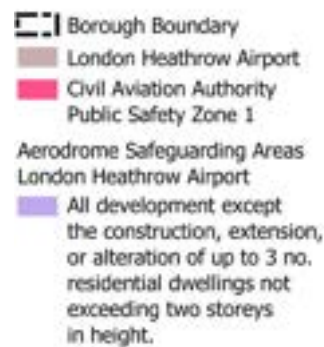 Borough Boundary
London Heathrow Airport
Civil Aviation Authority
Public Safety Zone 1
Aerodrome Safeguarding Areas
London Heathrow Airport
All development except
the construction, extension,
or alteration of up to 3 no.
residential dwellings not
exceeding two storeys
in height.